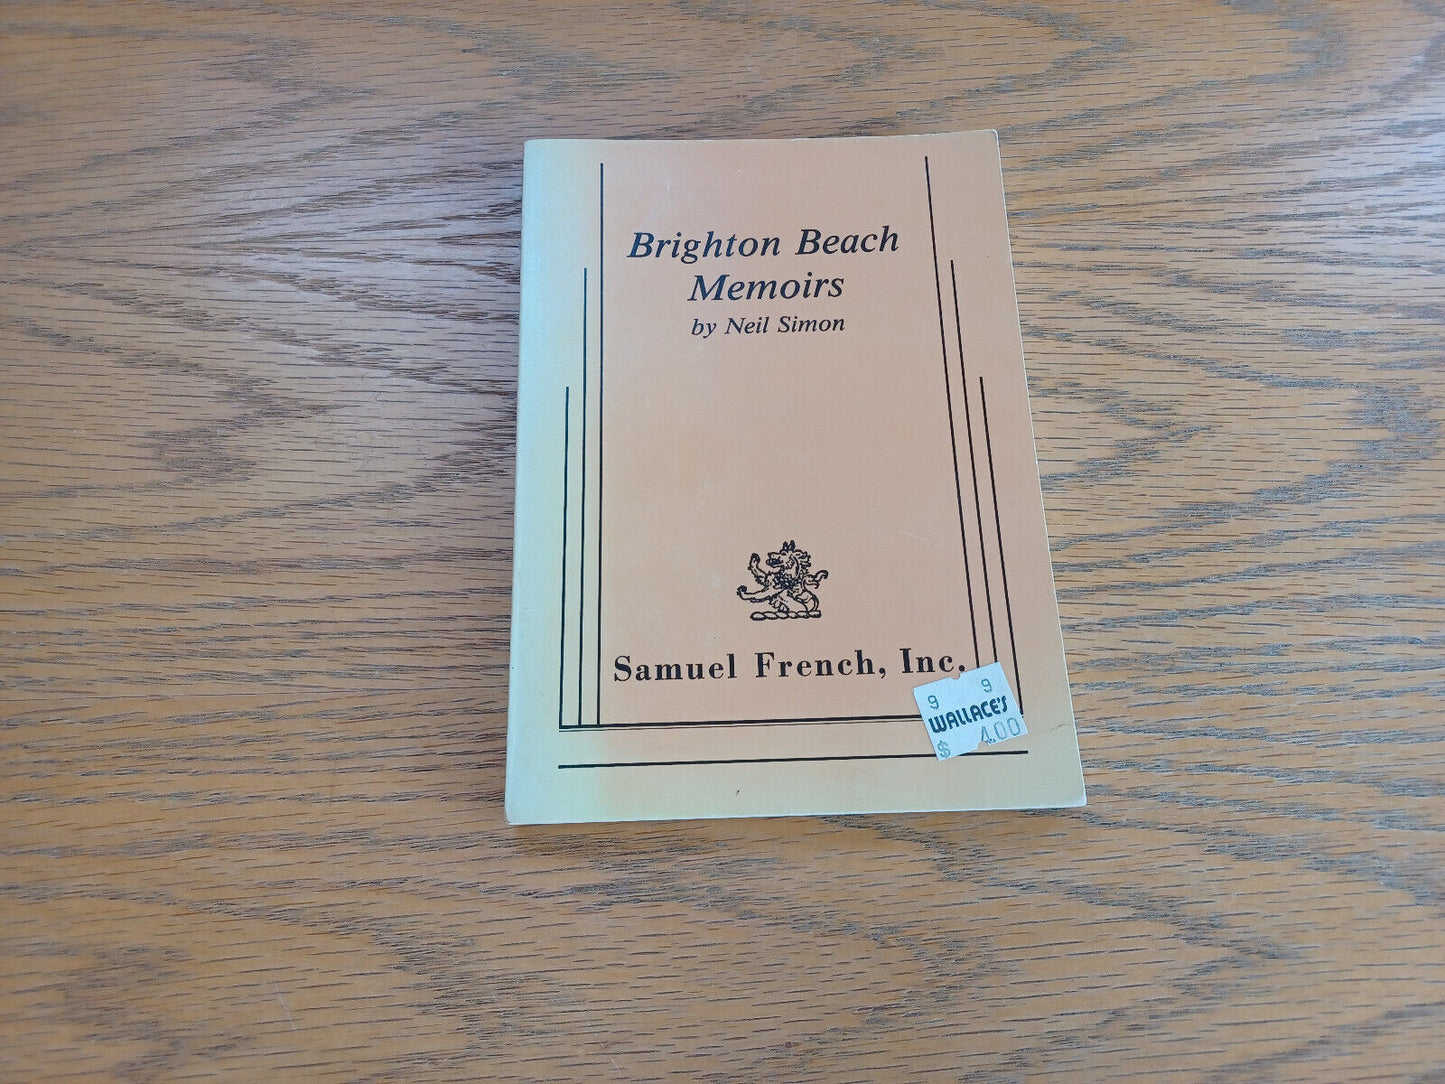 Brighton Beach
Memoirs
by Neil Simon
Samuel French, Inc.
9 9
WALLACE'S
$ 4.00